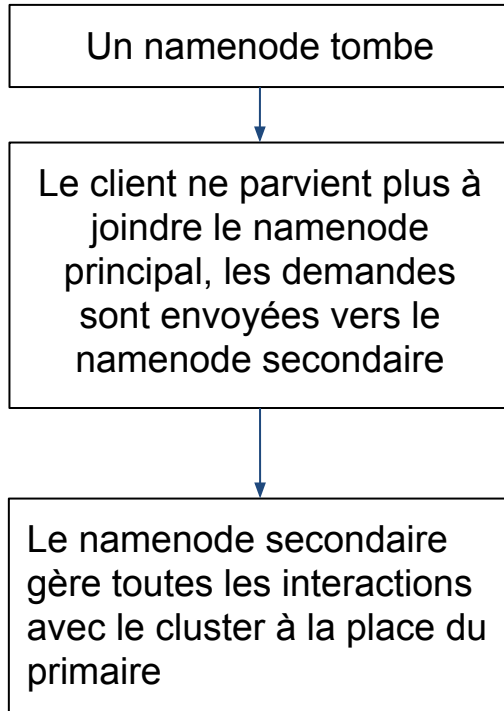 Un namenode tombe
Le client ne parvient plus à
joindre le namenode
principal, les demandes
sont envoyées vers le
namenode secondaire
Le namenode secondaire
gère toutes les interactions
avec le cluster à la place du
primaire